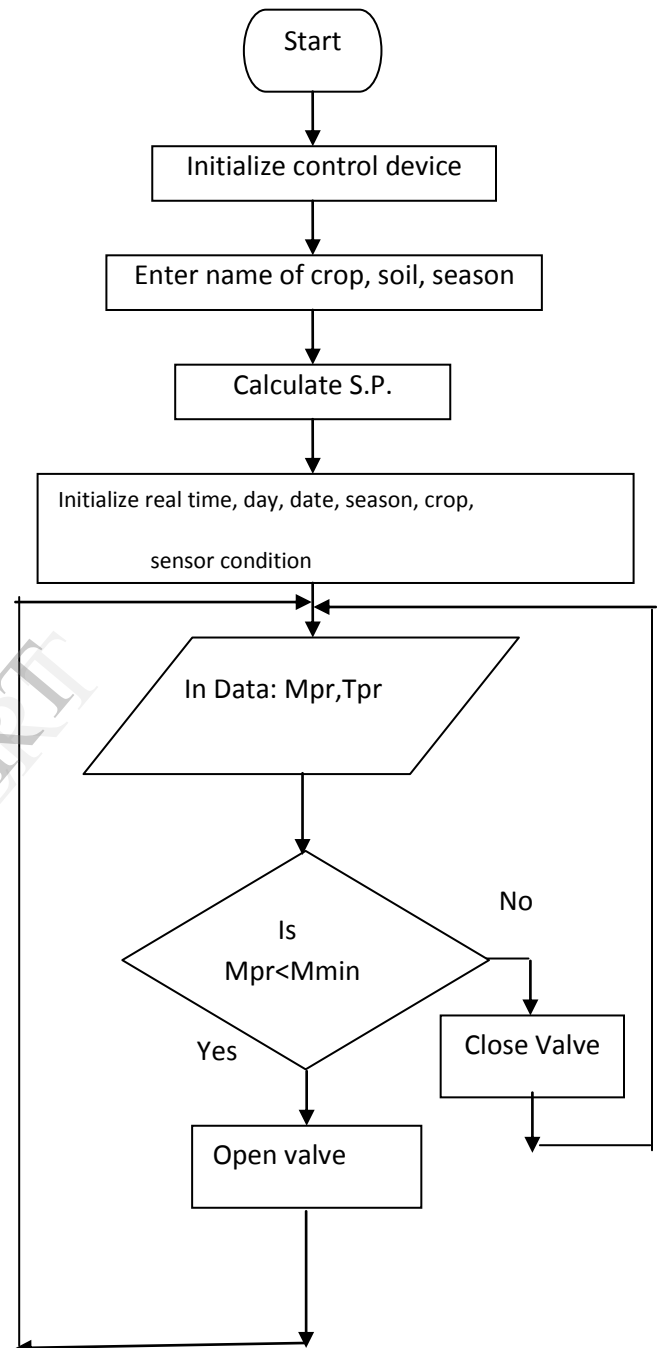 Start
Initialize control device
Enter name of crop, soil, season
Calculate S.P.
Initialize real time, day, date, season, crop,
sensor condition
In Data: Mpr,Tpr
No
Is
Mpr<Mmin
Yes
Close Valve
Open valve